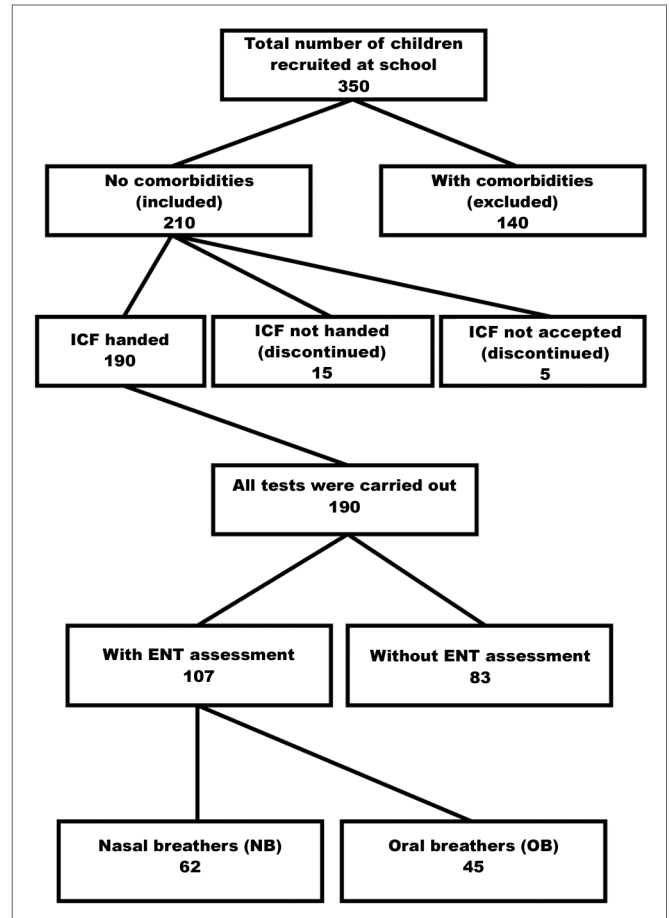 Total number of children
recruited at school
350
No comorbidities
(included)
210
With comorbidities
(excluded)
140
ICF handed
190
ICF not handed
(discontinued)
15
ICF not accepted
(discontinued)
5
All tests were carried out
190
With ENT assessment
107
Without ENT assessment
83
Nasal breathers (NB)
62
Oral breathers (OB)
45